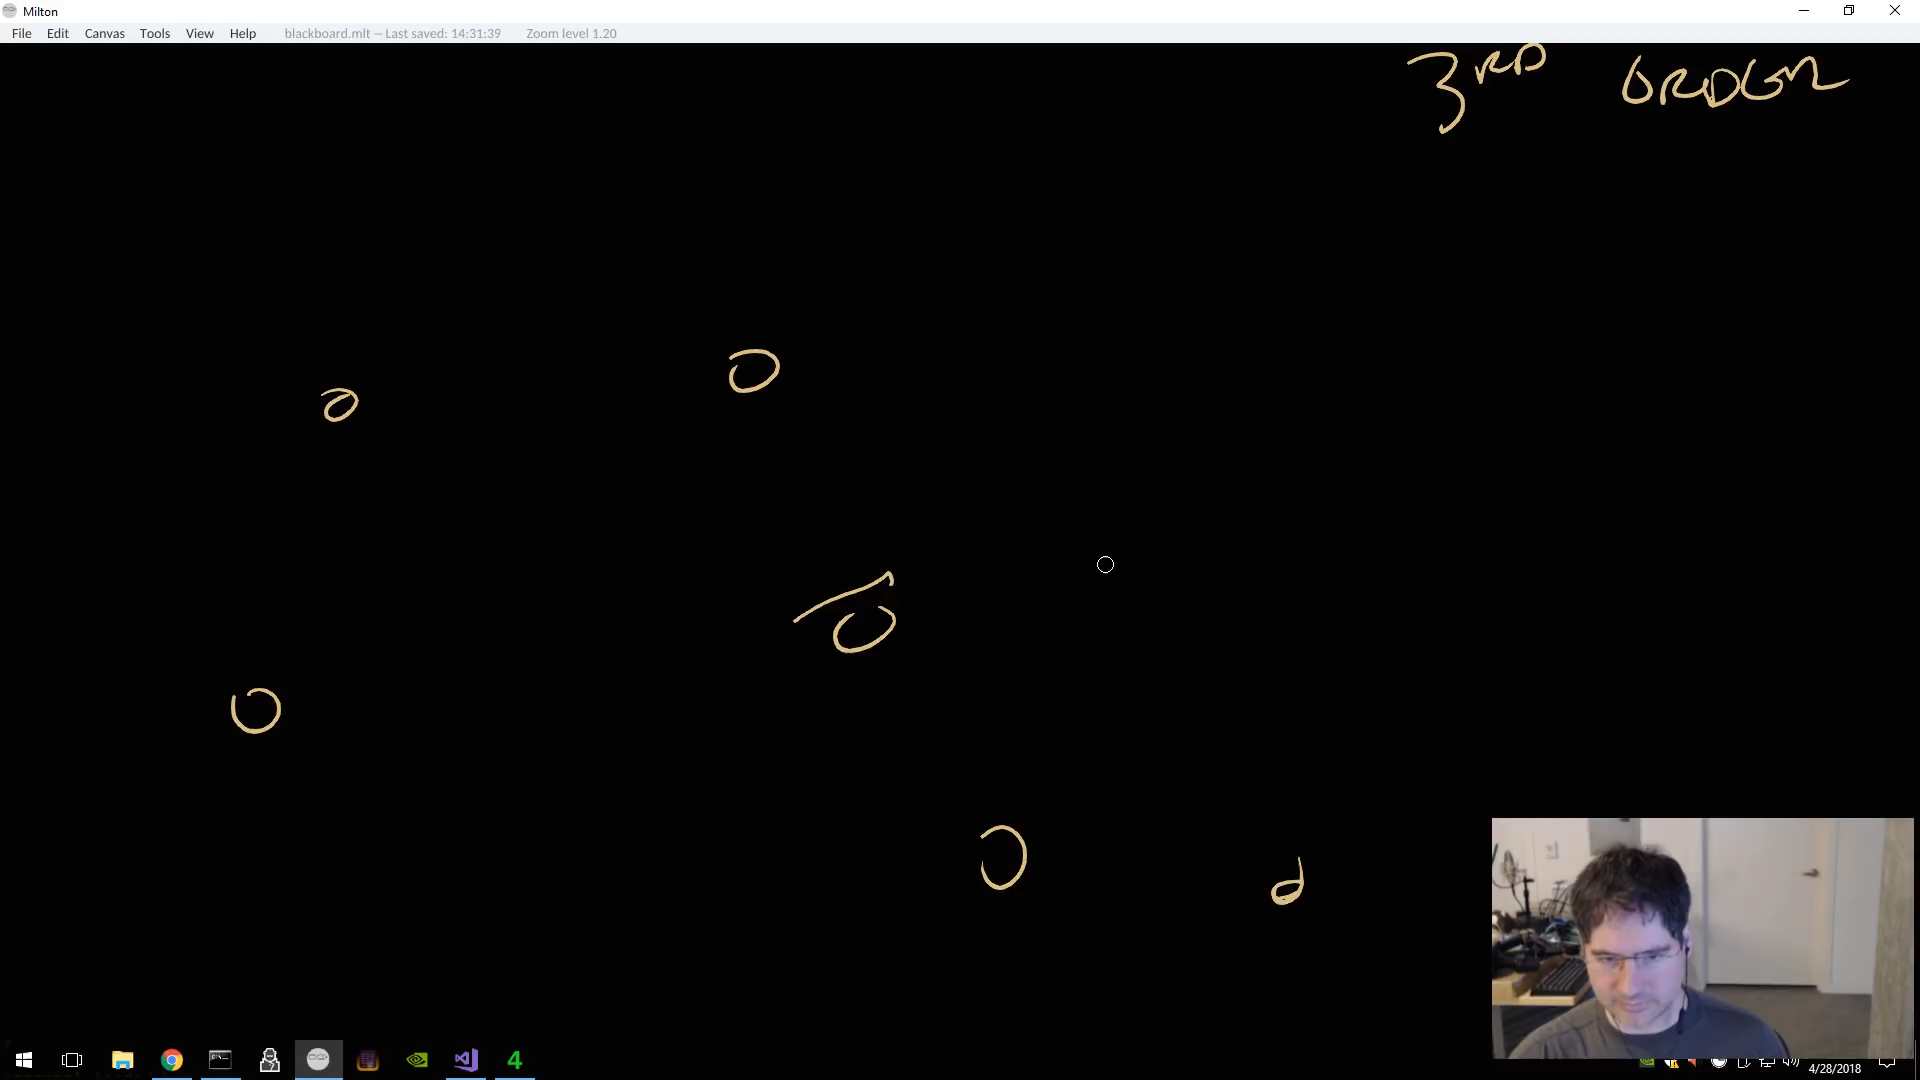 Milton
File Edit Canvas Tools View Help blackboard.mlt -- Last saved: 14:31:39 Zoom level 1.20
3RD ORDER
4
4/28/2018